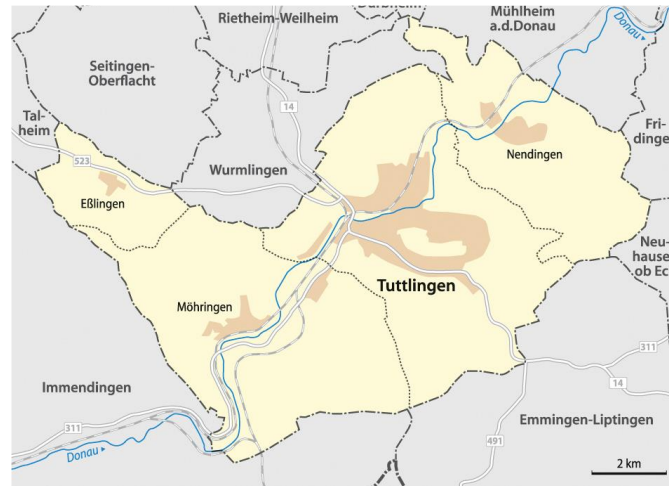 Rietheim-Weilheim
Mühlheim
a.d.Donau
Donau
Seitingen-
Oberflacht
14
Tal-
heim
523
Wurmlingen
Nendingen
Fri-
dinge
Eßlingen
Neu-
hause
ob Ec
Tuttlingen
Möhringen
311
14
Immendingen
311
Emmingen-Liptingen
491
Donau
2 km